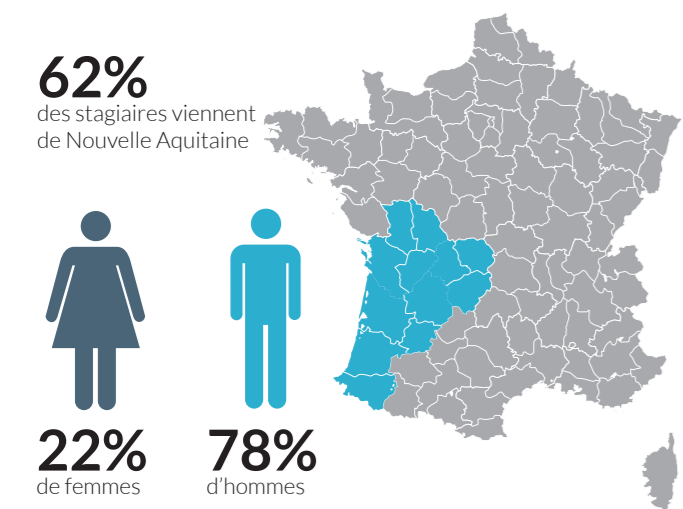 62%
des stagiaires viennent
de Nouvelle Aquitaine
22%
de femmes
78%
d’hommes